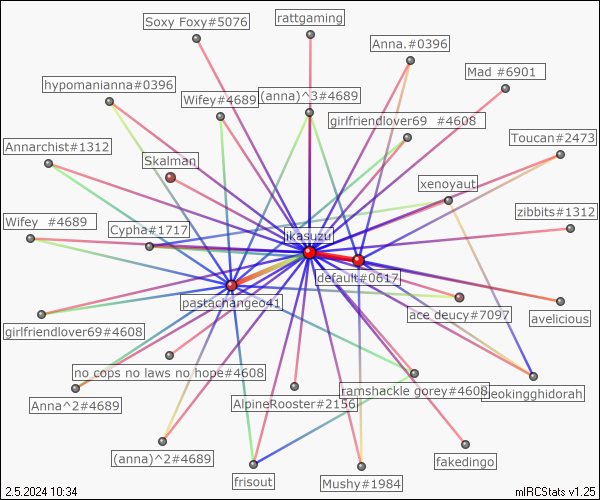 Soxy Foxy#5076
rattgaming
Anna.#0396
Mad #6901
hypomanianna#0396
Wifey#4689
(anna)^3#4689
girlfriendlover69 #4608
Annarchist#1312
Skalman
Toucan#2473
xenoyaut
Wifey #4689
Cypha#1717
zibbits#1312
ikasuzu
default#0617
pastachangeo41
ace deucy#7097
avelicious
girlfriendlover69#4608
no cops no laws no hope#4608
ramshackle gorey#4608
neokingghidorah
Anna^2#4689
AlpineRooster#2156
(anna)^2#4689
fakedingo
frisout
Mushy#1984
2.5.2024 10:34
mIRCStats v1.25